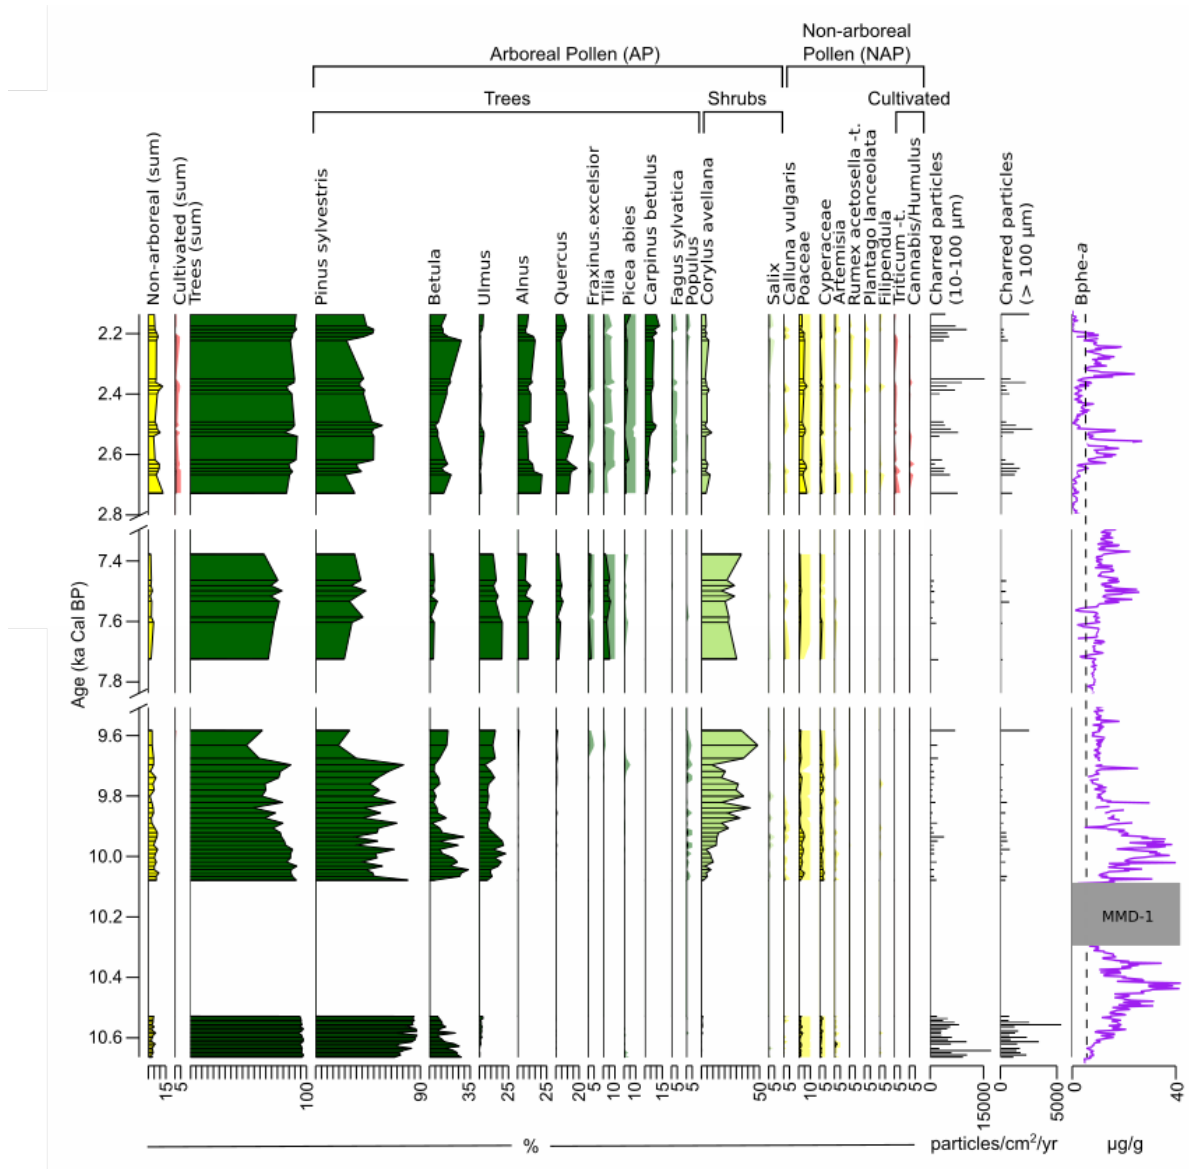 Non-arboreal
Pollen (NAP)
Arboreal Pollen (AP)
Trees
Shrubs
Cultivated
Non-arboreal (sum)
Cultivated (sum)
Trees (sum)
Pinus sylvestris
Betula
Ulmus
Alnus
Quercus
Fraxinus.excelsior
Tilia
Picea abies
Carpinus betulus
Fagus sylvatica
Populus
Corylus avellana
Salix
Calluna vulgaris
Poaceae
Cyperaceae
Artemisia
Rumex acetosella -t.
Plantago lanceolata
Filipendula
Triticum -t.
Cannabis/Humulus
Charred particles
(10-100 µm)
Charred particles
(> 100 µm)
Bphe-a
Age (ka Cal BP)
2.2
2.4
2.6
2.8
7.4
7.6
7.8
9.6
9.8
10.0
10.2
10.4
10.6
MMD-1
15 5 100 90 35 25 25 20 5 10 10 15 5 5 50 5 5 10 5 5 5 5 5 5 5 0 15000 0 5000 0 40
%
particles/cm²/yr
µg/g